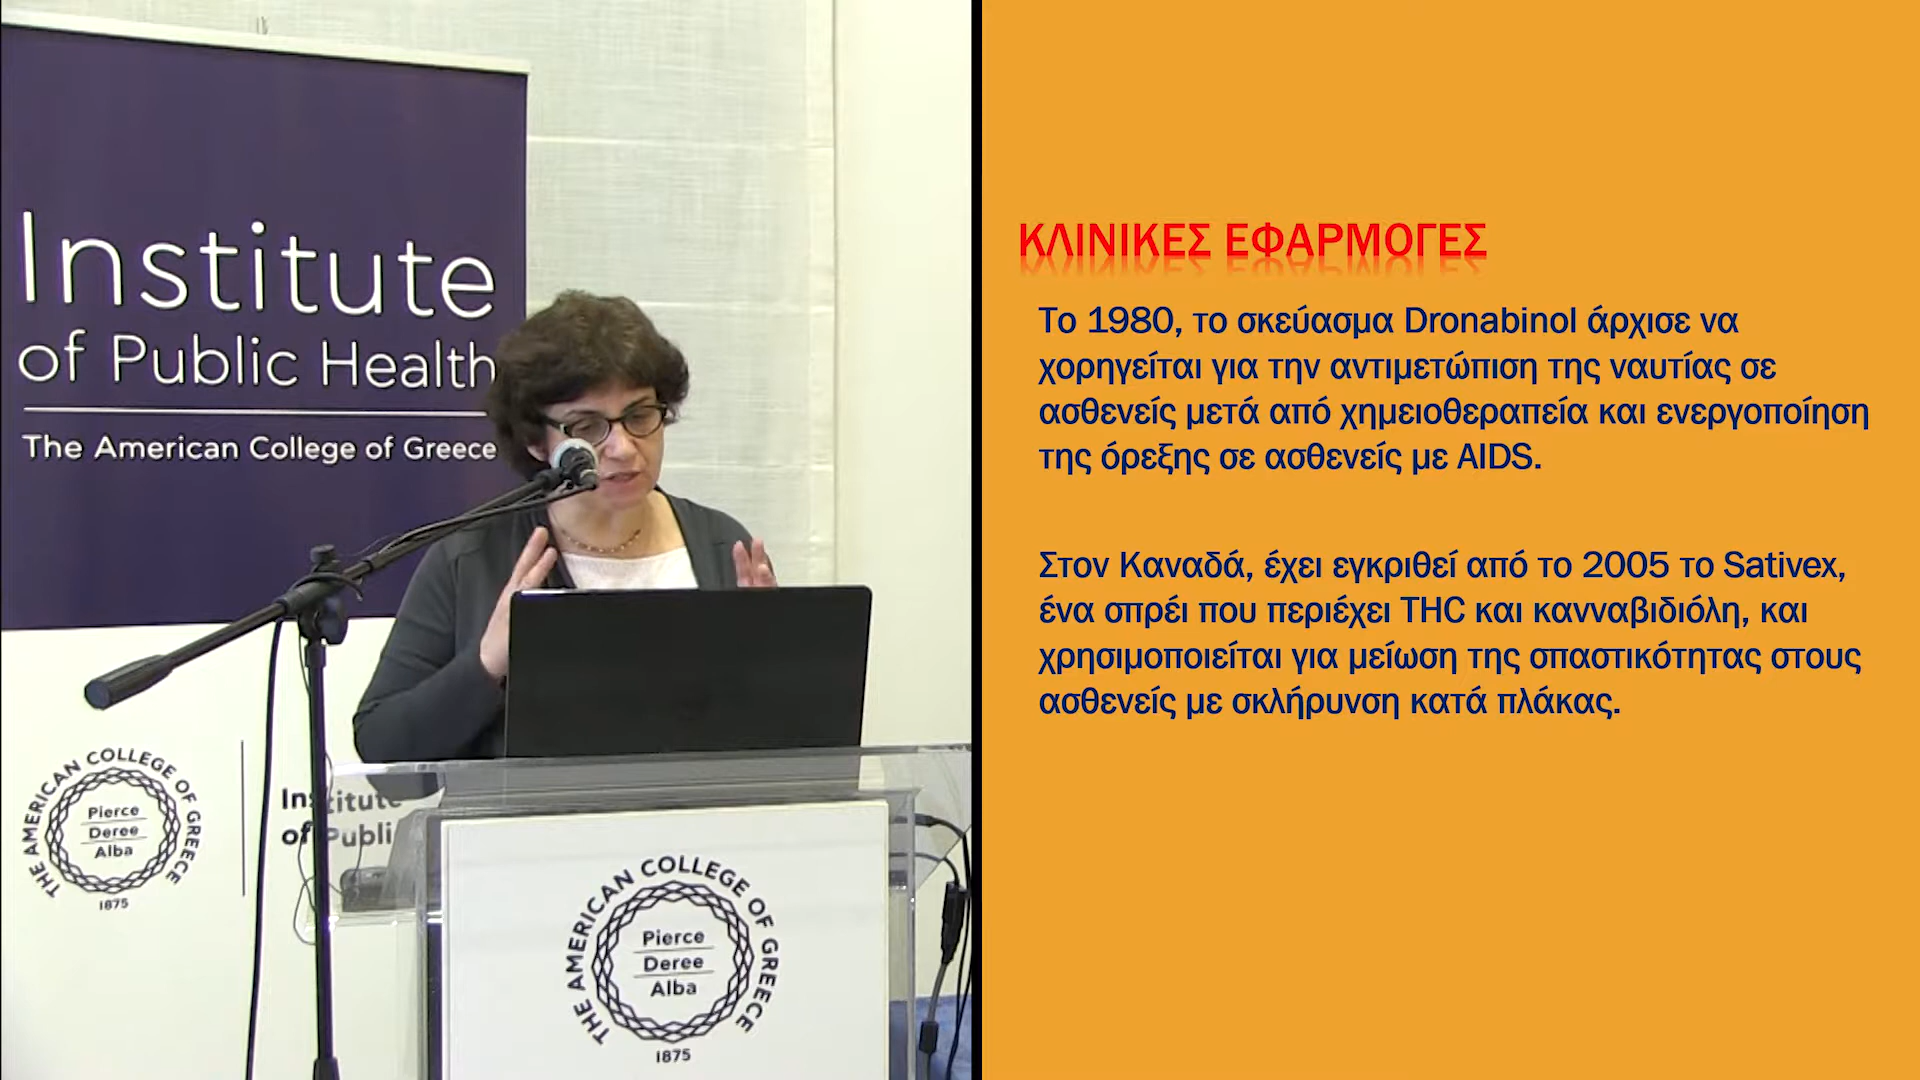 Institute
of Public Health
The American College of Greece
THE AMERICAN COLLEGE OF GREECE
Pierce
Deree
Alba
1875
Institute
of Public
THE AMERICAN COLLEGE OF GREECE
Pierce
Deree
Alba
1875
ΚΛΙΝΙΚΕΣ ΕΦΑΡΜΟΓΕΣ
Το 1980, το σκεύασμα Dronabinol άρχισε να
χορηγείται για την αντιμετώπιση της ναυτίας σε
ασθενείς μετά από χημειοθεραπεία και ενεργοποίηση
της όρεξης σε ασθενείς με AIDS.
Στον Καναδά, έχει εγκριθεί από το 2005 το Sativex,
ένα σπρέι που περιέχει THC και κανναβιδιόλη, και
χρησιμοποιείται για μείωση της σπαστικότητας στους
ασθενείς με σκλήρυνση κατά πλάκας.